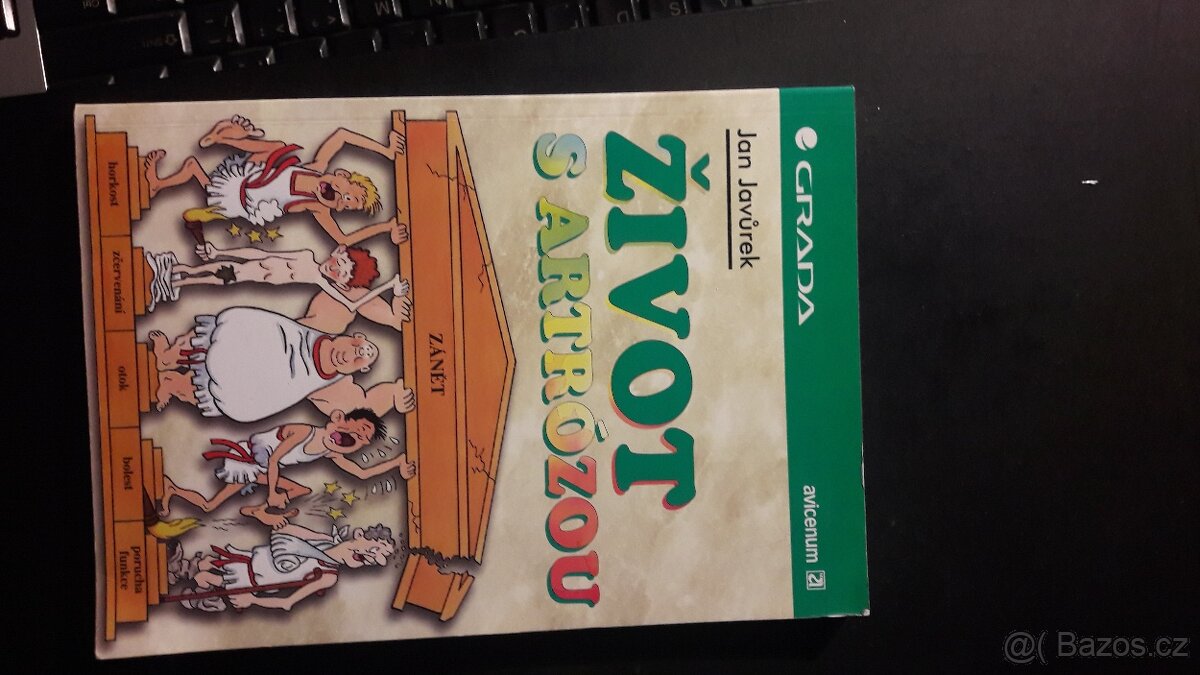 GRADA
avicenum
Jan Javůrek
ŽIVOT
S ARTRÓZOU
ZÁNĚT
horkost
zčervenání
otok
bolest
porucha
funkce
@( Bazos.cz